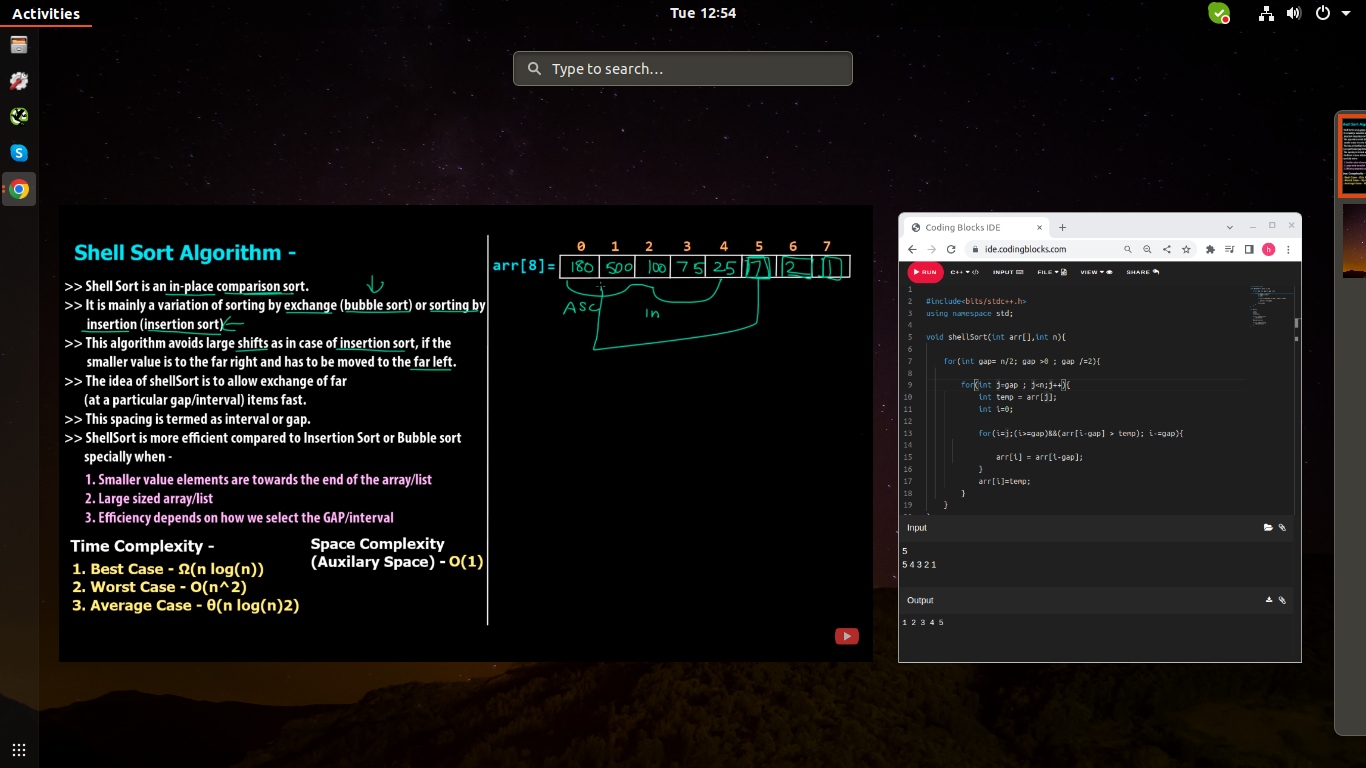 Activities
Tue 12:54
Type to search...
Shell Sort Algorithm -
>> Shell Sort is an in-place comparison sort.
>> It is mainly a variation of sorting by exchange (bubble sort) or sorting by
insertion (insertion sort)
>> This algorithm avoids large shifts as in case of insertion sort, if the
smaller value is to the far right and has to be moved to the far left.
>> The idea of shellSort is to allow exchange of far
(at a particular gap/interval) items fast.
>> This spacing is termed as interval or gap.
>> ShellSort is more efficient compared to Insertion Sort or Bubble sort
specially when -
1. Smaller value elements are towards the end of the array/list
2. Large sized array/list
3. Efficiency depends on how we select the GAP/interval
Time Complexity -
1. Best Case - Ω(n log(n))
2. Worst Case - O(n^2)
3. Average Case - θ(n log(n)2)
Space Complexity
(Auxilary Space) - O(1)
0 1 2 3 4 5 6 7
arr[8]= 180 500 100 75 25 17 2 1
ASC
In
Coding Blocks IDE
ide.codingblocks.com
h
RUN C++ </> INPUT FILE VIEW SHARE
1
2 #include<bits/stdc++.h>
3 using namespace std;
4
5 void shellSort(int arr[],int n){
6
7 for(int gap= n/2; gap >0 ; gap /=2){
8
9 for(int j=gap ; j<n;j++){
10 int temp = arr[j];
11 int i=0;
12
13 for(i=j;(i>=gap)&&(arr[i-gap] > temp); i-=gap){
14
15 arr[i] = arr[i-gap];
16 }
17 arr[i]=temp;
18 }
19 }
Input
5
5 4 3 2 1
Output
1 2 3 4 5